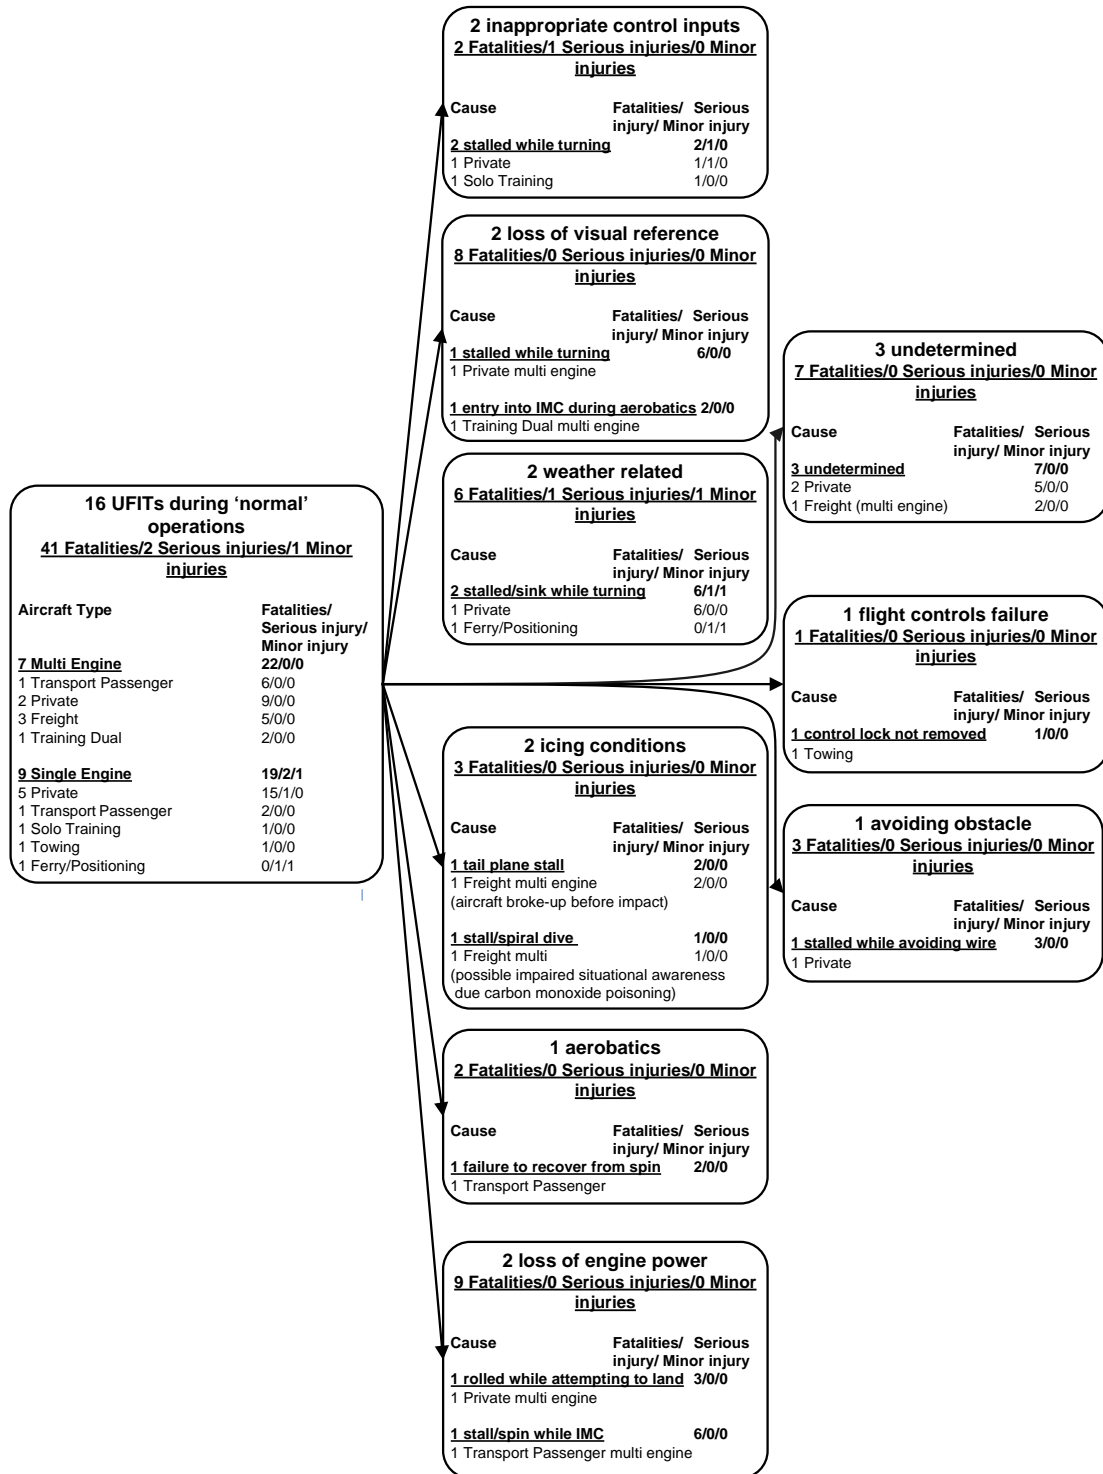 2 inappropriate control inputs
2 Fatalities/1 Serious injuries/0 Minor
injuries
Cause Fatalities/ Serious
injury/ Minor injury
2 stalled while turning 2/1/0
1 Private 1/1/0
1 Solo Training 1/0/0
2 loss of visual reference
8 Fatalities/0 Serious injuries/0 Minor
injuries
Cause Fatalities/ Serious
injury/ Minor injury
1 stalled while turning 6/0/0
1 Private multi engine
1 entry into IMC during aerobatics 2/0/0
1 Training Dual multi engine
2 weather related
6 Fatalities/1 Serious injuries/1 Minor
injuries
Cause Fatalities/ Serious
injury/ Minor injury
2 stalled/sink while turning 6/1/1
1 Private 6/0/0
1 Ferry/Positioning 0/1/1
3 undetermined
7 Fatalities/0 Serious injuries/0 Minor
injuries
Cause Fatalities/ Serious
injury/ Minor injury
3 undetermined 7/0/0
2 Private 5/0/0
1 Freight (multi engine) 2/0/0
16 UFITs during ‘normal’
operations
41 Fatalities/2 Serious injuries/1 Minor
injuries
Aircraft Type Fatalities/
Serious injury/
Minor injury
7 Multi Engine 22/0/0
1 Transport Passenger 6/0/0
2 Private 9/0/0
3 Freight 5/0/0
1 Training Dual 2/0/0
9 Single Engine 19/2/1
5 Private 15/1/0
1 Transport Passenger 2/0/0
1 Solo Training 1/0/0
1 Towing 1/0/0
1 Ferry/Positioning 0/1/1
1 flight controls failure
1 Fatalities/0 Serious injuries/0 Minor
injuries
Cause Fatalities/ Serious
injury/ Minor injury
1 control lock not removed 1/0/0
1 Towing
2 icing conditions
3 Fatalities/0 Serious injuries/0 Minor
injuries
Cause Fatalities/ Serious
injury/ Minor injury
1 tail plane stall 2/0/0
1 Freight multi engine 2/0/0
(aircraft broke-up before impact)
1 stall/spiral dive 1/0/0
1 Freight multi 1/0/0
(possible impaired situational awareness
due carbon monoxide poisoning)
1 avoiding obstacle
3 Fatalities/0 Serious injuries/0 Minor
injuries
Cause Fatalities/ Serious
injury/ Minor injury
1 stalled while avoiding wire 3/0/0
1 Private
1 aerobatics
2 Fatalities/0 Serious injuries/0 Minor
injuries
Cause Fatalities/ Serious
injury/ Minor injury
1 failure to recover from spin 2/0/0
1 Transport Passenger
2 loss of engine power
9 Fatalities/0 Serious injuries/0 Minor
injuries
Cause Fatalities/ Serious
injury/ Minor injury
1 rolled while attempting to land 3/0/0
1 Private multi engine
1 stall/spin while IMC 6/0/0
1 Transport Passenger multi engine